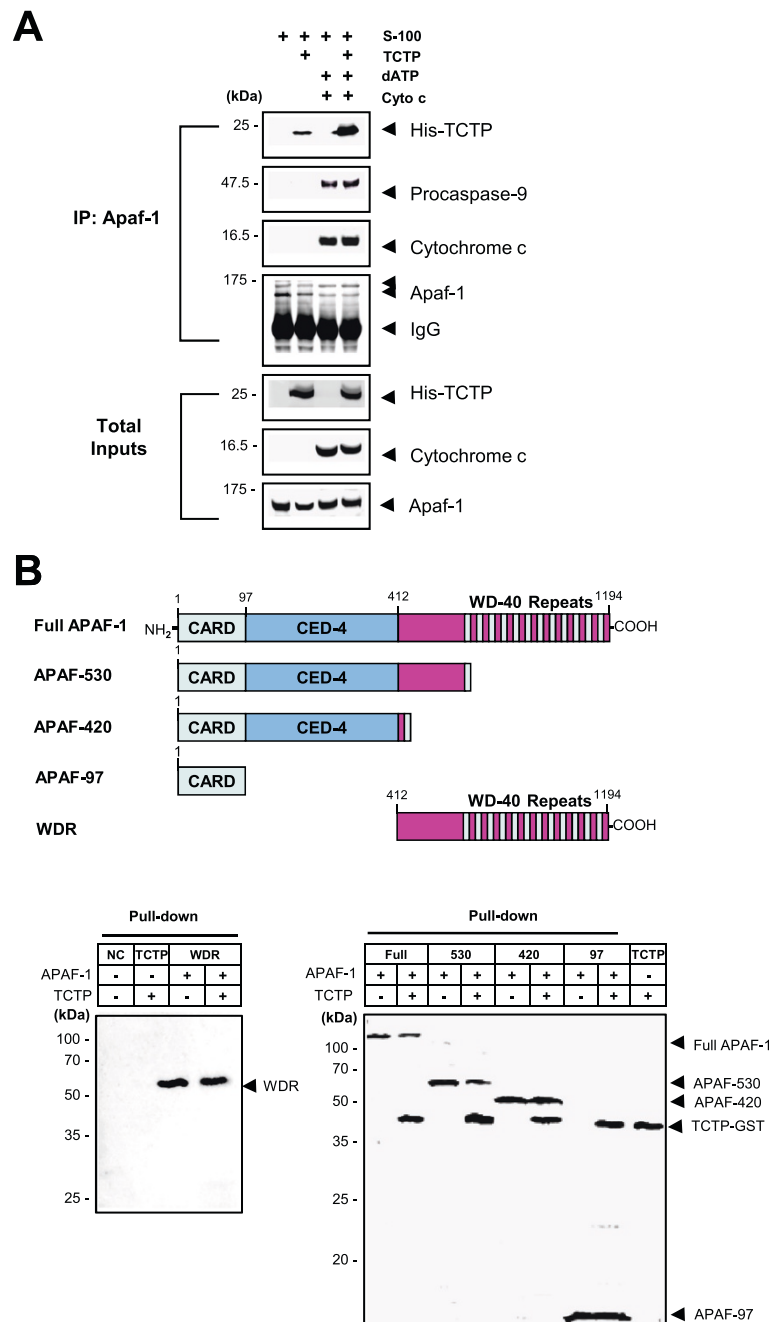 A
+ + + + S-100
+ + TCTP
+ + dATP
(kDa) + + Cyto c
25 - His-TCTP
47.5 - Procaspase-9
IP: Apaf-1
16.5 - Cytochrome c
175 - Apaf-1
IgG
25 - His-TCTP
Total
Inputs
16.5 - Cytochrome c
175 - Apaf-1
B
1 97 412 WD-40 Repeats 1194
Full APAF-1 NH2 CARD CED-4 COOH
1
APAF-530 CARD CED-4
1
APAF-420 CARD CED-4
1
APAF-97 CARD
412 WD-40 Repeats 1194
WDR COOH
Pull-down
NC TCTP WDR
APAF-1 - - + +
TCTP - + - +
(kDa)
100 -
70 -
50 - WDR
35 -
25 -
Pull-down
Full 530 420 97 TCTP
APAF-1 + + + + + + + + -
TCTP - + - + - + - + +
(kDa)
100 - Full APAF-1
70 -
APAF-530
50 - APAF-420
TCTP-GST
35 -
20 -
APAF-97